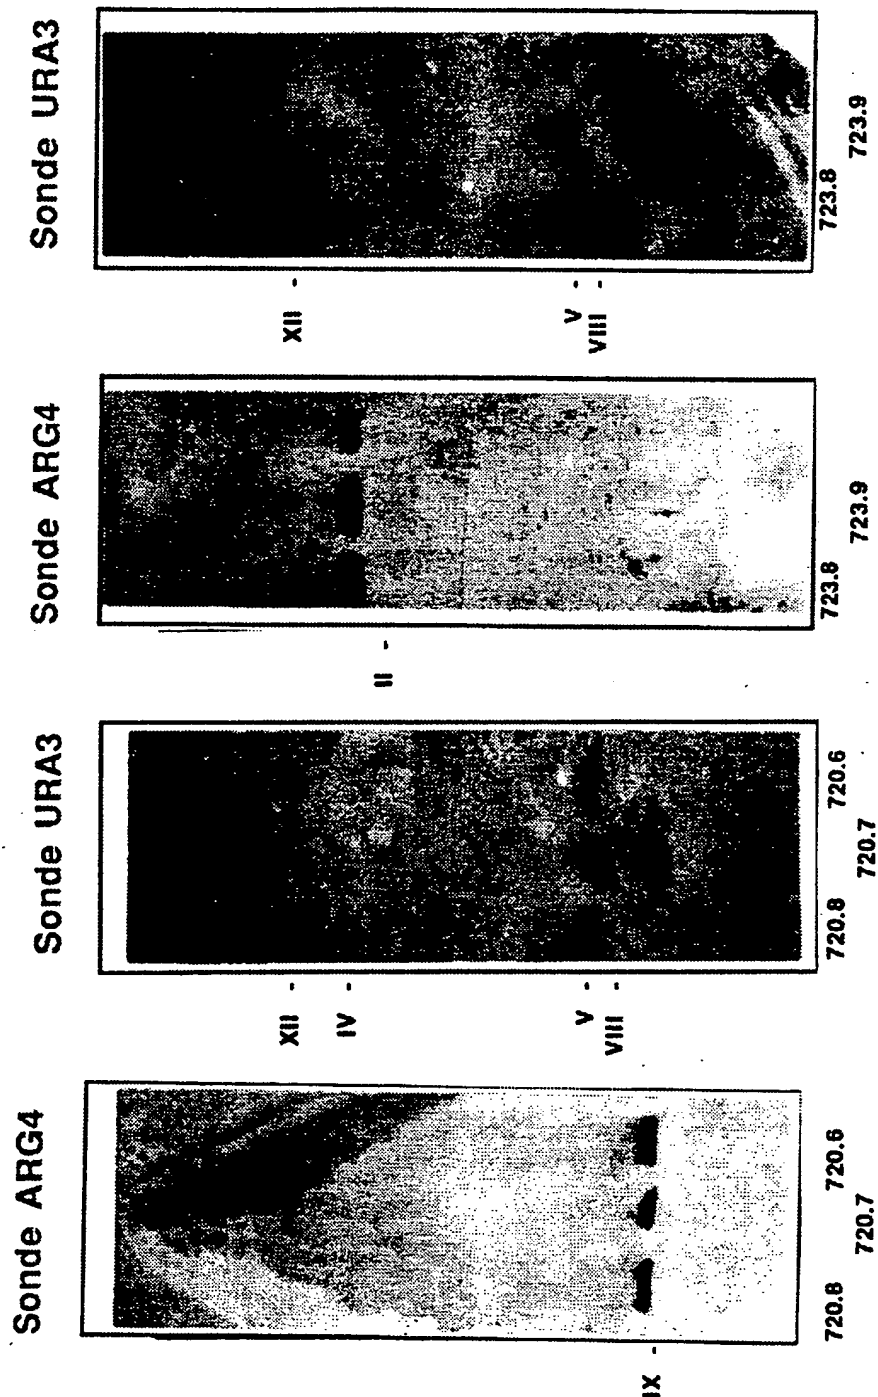 Sonde ARG4
IX -
720.8 720.6
720.7
Sonde URA3
XII -
IV -
V -
VIII -
720.8 720.6
720.7
Sonde ARG4
II -
723.8
723.9
Sonde URA3
XII -
V -
VIII -
723.8
723.9